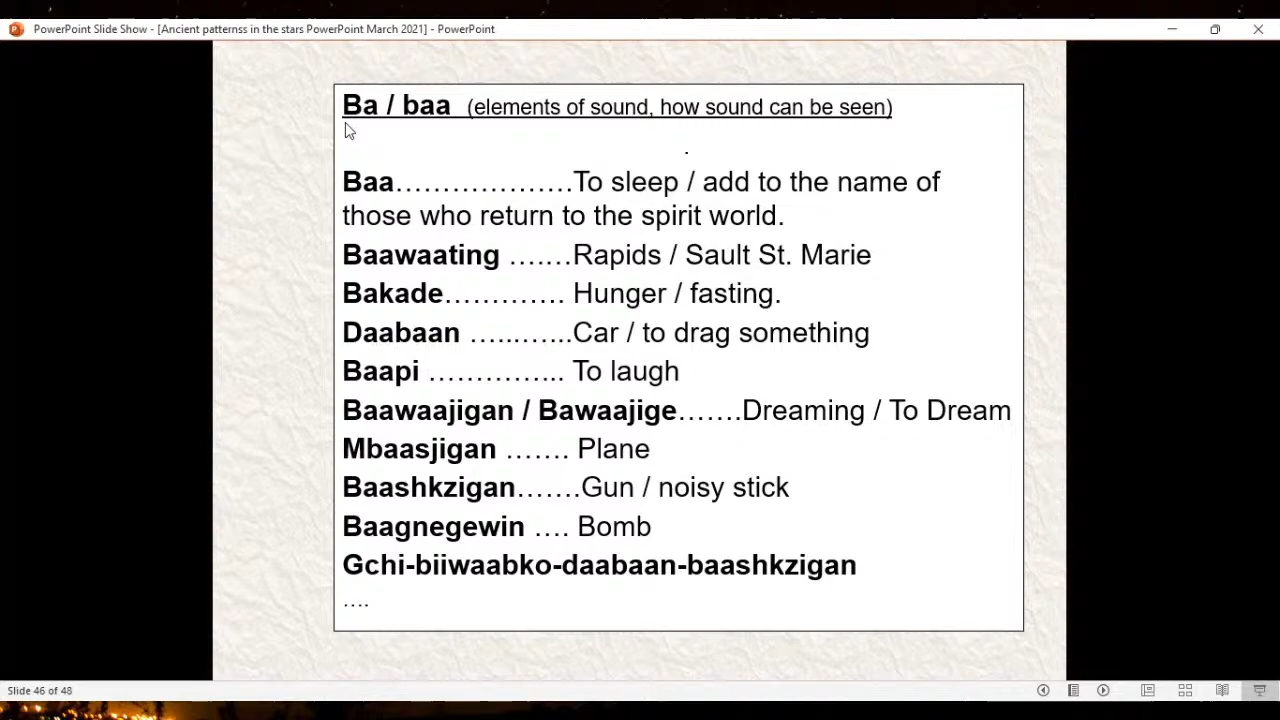 PowerPoint Slide Show - [Ancient patternss in the stars PowerPoint March 2021] - PowerPoint
Ba / baa (elements of sound, how sound can be seen)
.
Baa...................To sleep / add to the name of
those who return to the spirit world.
Baawaating .......Rapids / Sault St. Marie
Bakade............. Hunger / fasting.
Daabaan ...........Car / to drag something
Baapi .............. To laugh
Baawaajigan / Bawaajige.......Dreaming / To Dream
Mbaasjigan ....... Plane
Baashkzigan.......Gun / noisy stick
Baagnegewin .... Bomb
Gchi-biiwaabko-daabaan-baashkzigan
....
Slide 46 of 48